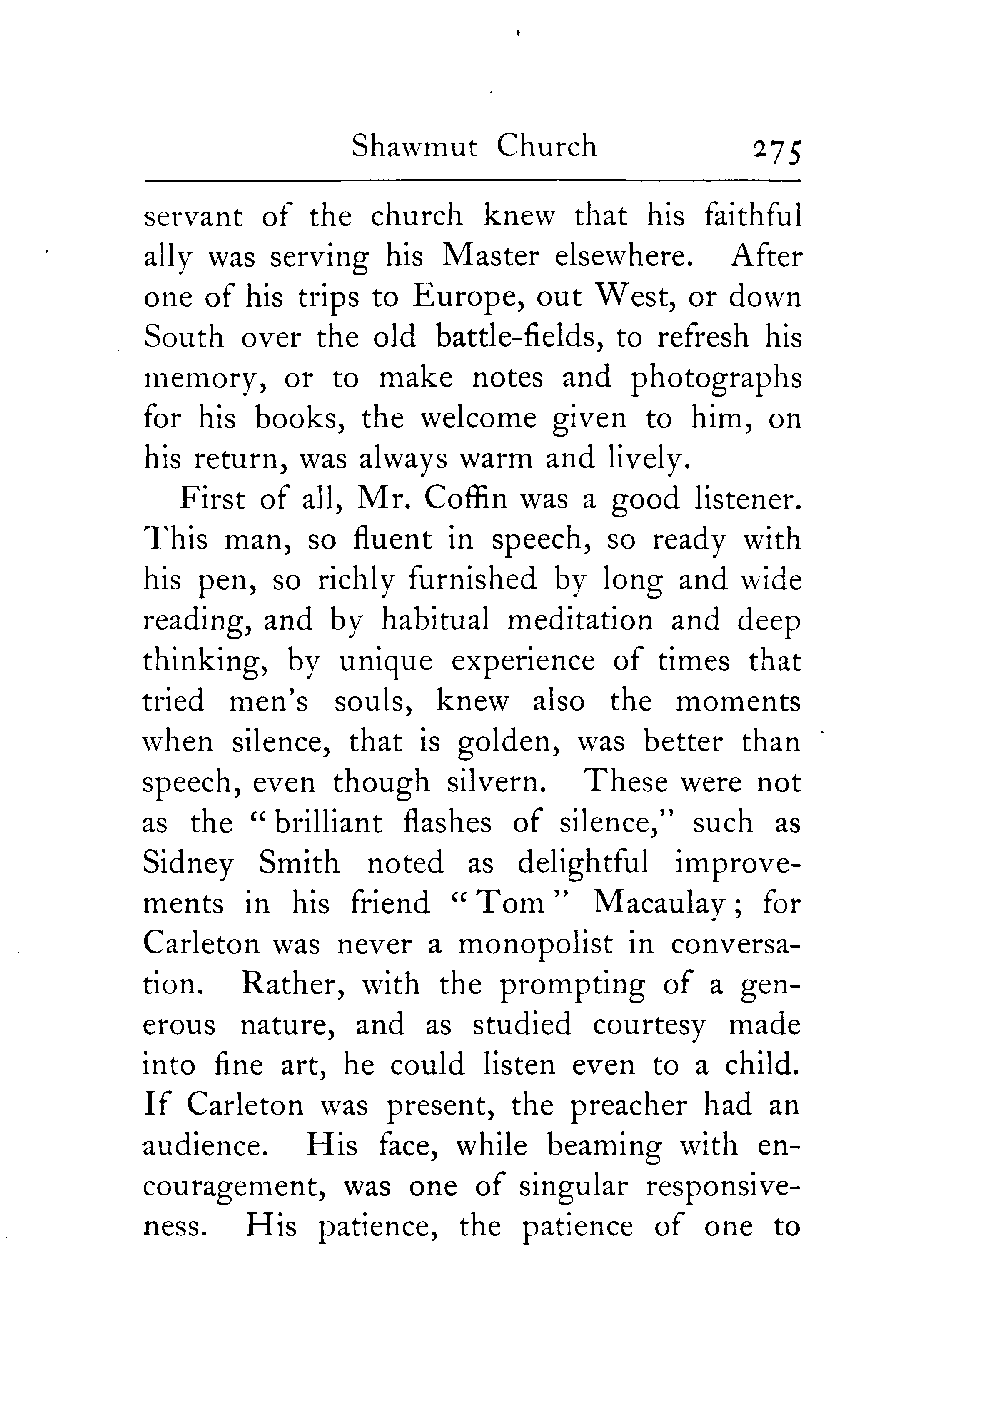 Shawmut Church 275
servant of the church knew that his faithful
ally was serving his Master elsewhere. After
one of his trips to Europe, out West, or down
South over the old battle-fields, to refresh his
memory, or to make notes and photographs
for his books, the welcome given to him, on
his return, was always warm and lively.
First of all, Mr. Coffin was a good listener.
This man, so fluent in speech, so ready with
his pen, so richly furnished by long and wide
reading, and by habitual meditation and deep
thinking, by unique experience of times that
tried men's souls, knew also the moments
when silence, that is golden, was better than
speech, even though silvern. These were not
as the “brilliant flashes of silence,” such as
Sidney Smith noted as delightful improve-
ments in his friend “Tom” Macaulay; for
Carleton was never a monopolist in conversa-
tion. Rather, with the prompting of a gen-
erous nature, and as studied courtesy made
into fine art, he could listen even to a child.
If Carleton was present, the preacher had an
audience. His face, while beaming with en-
couragement, was one of singular responsive-
ness. His patience, the patience of one to